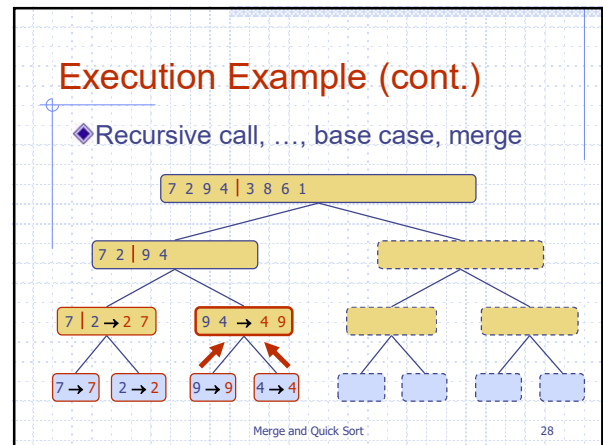 Execution Example (cont.)
Recursive call, …, base case, merge
7 2 9 4 | 3 8 6 1
7 2 | 9 4
7 | 2 → 2 7
9 4 → 4 9
7 → 7
2 → 2
9 → 9
4 → 4
Merge and Quick Sort
28